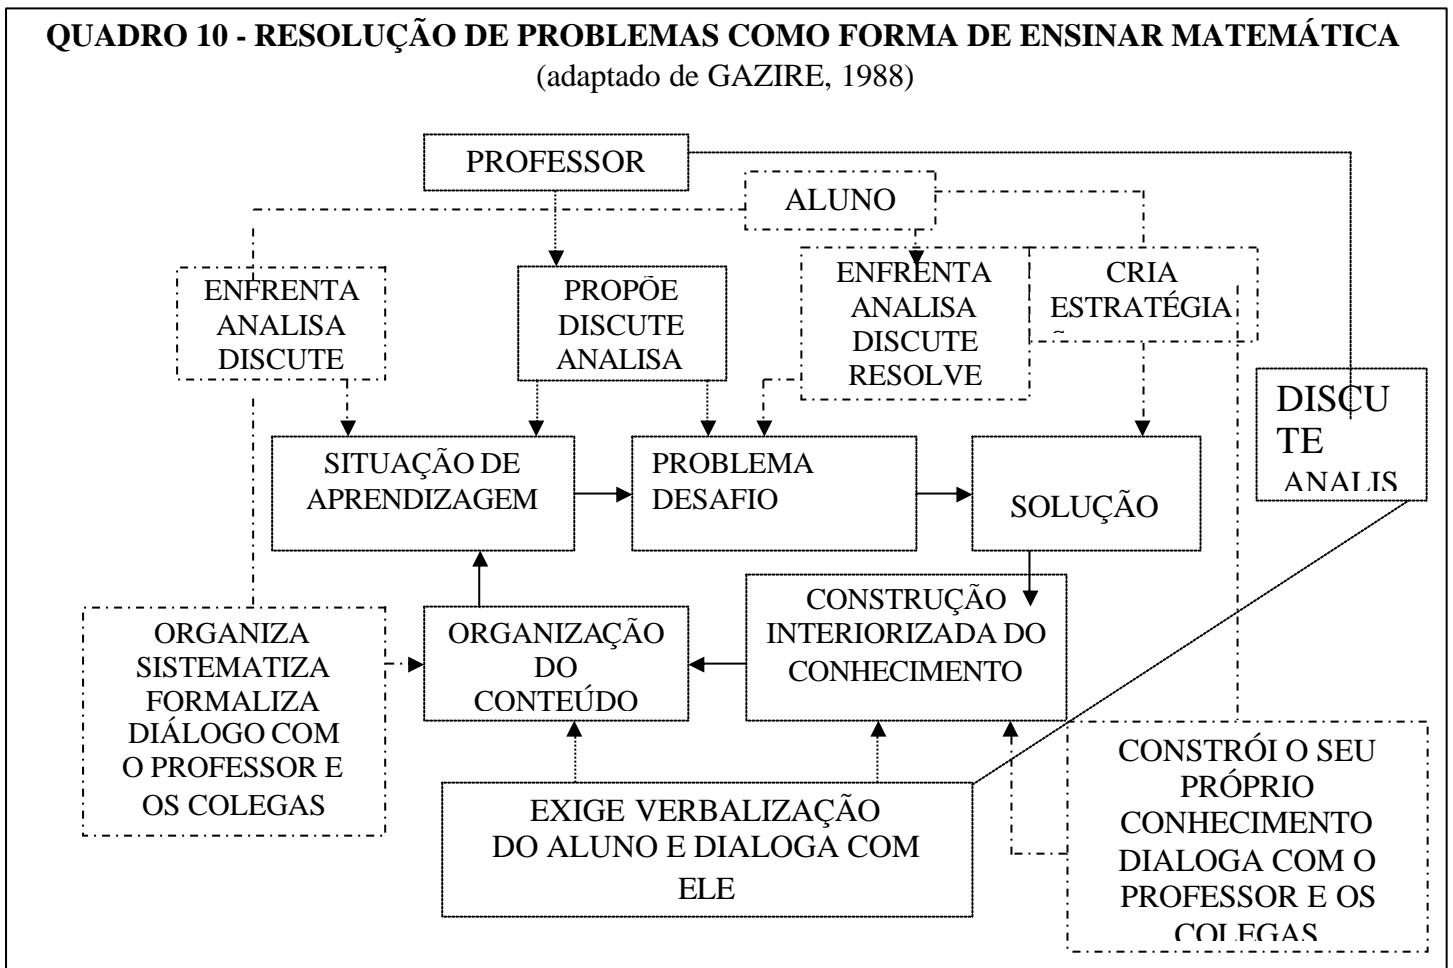 QUADRO 10 - RESOLUÇÃO DE PROBLEMAS COMO FORMA DE ENSINAR MATEMÁTICA
(adaptado de GAZIRE, 1988)
PROFESSOR
ALUNO
ENFRENTA
ANALISA
DISCUTE
PROPÕE
DISCUTE
ANALISA
ENFRENTA
ANALISA
DISCUTE
RESOLVE
CRIA
ESTRATÉGIA
DISCU
TE
ANALIS
SITUAÇÃO DE
APRENDIZAGEM
PROBLEMA
DESAFIO
SOLUÇÃO
CONSTRUÇÃO
INTERIORIZADA DO
CONHECIMENTO
ORGANIZAÇÃO
DO
CONTEÚDO
ORGANIZA
SISTEMATIZA
FORMALIZA
DIÁLOGO COM
O PROFESSOR E
OS COLEGAS
EXIGE VERBALIZAÇÃO
DO ALUNO E DIALOGA COM
ELE
CONSTRÓI O SEU
PRÓPRIO
CONHECIMENTO
DIALOGA COM O
PROFESSOR E OS
COLEGAS